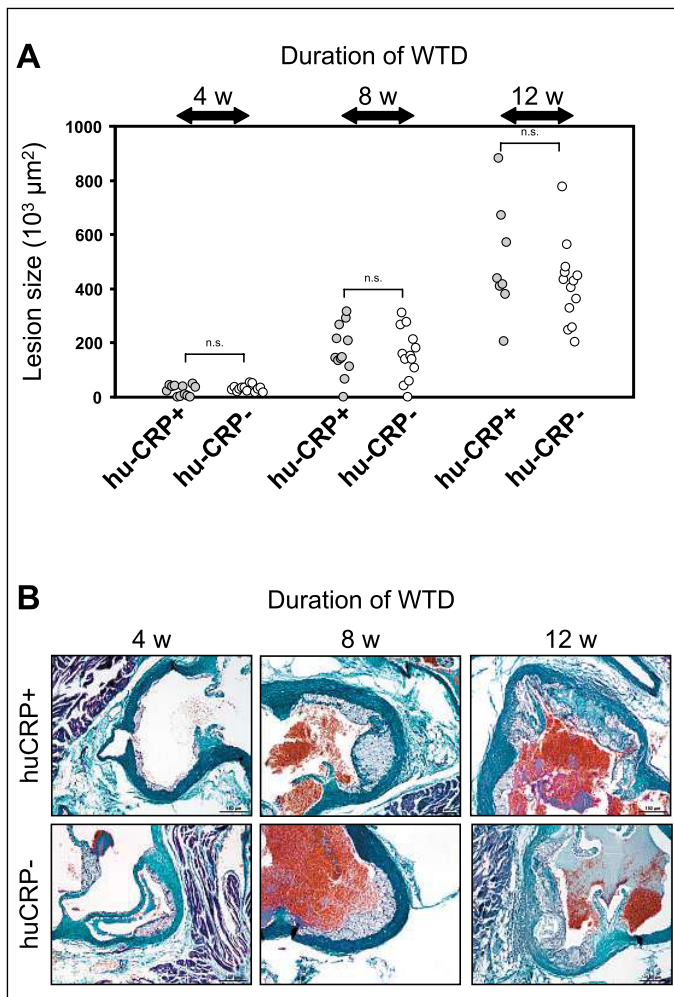 A
Duration of WTD
4 w 8 w 12 w
1000
800
600
400
200
0
Lesion size (10³ µm²)
n.s. n.s. n.s.
hu-CRP+ hu-CRP- hu-CRP+ hu-CRP- hu-CRP+ hu-CRP-
B
Duration of WTD
4 w 8 w 12 w
huCRP+
huCRP-